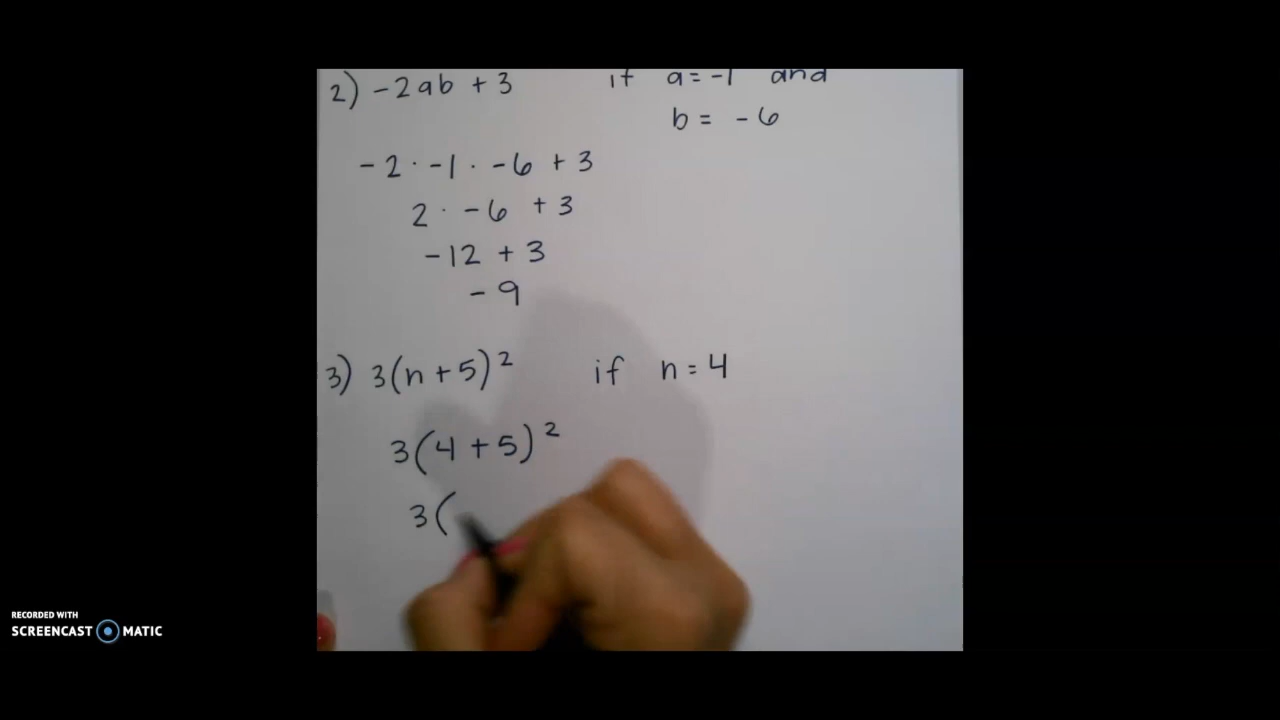 2) -2ab + 3 if a = -1 and
b = -6
-2 · -1 · -6 + 3
2 · -6 + 3
-12 + 3
-9
3) 3(n + 5)² if n = 4
3(4 + 5)²
3(
RECORDED WITH
SCREENCAST MATIC